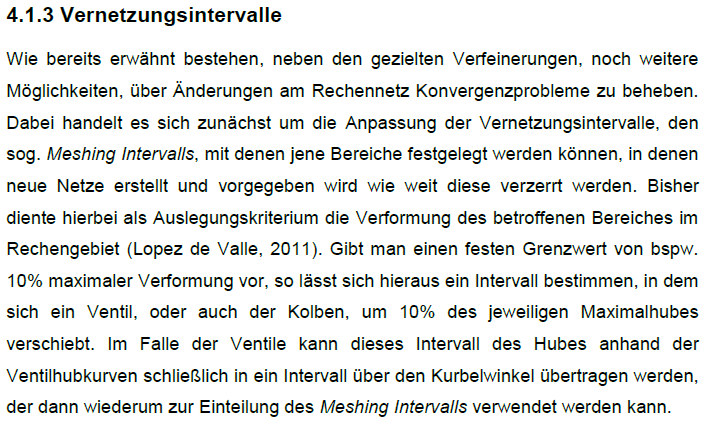 4.1.3 Vernetzungsintervalle
Wie bereits erwähnt bestehen, neben den gezielten Verfeinerungen, noch weitere
Möglichkeiten, über Änderungen am Rechennetz Konvergenzprobleme zu beheben.
Dabei handelt es sich zunächst um die Anpassung der Vernetzungsintervalle, den
sog. Meshing Intervalls, mit denen jene Bereiche festgelegt werden können, in denen
neue Netze erstellt und vorgegeben wird wie weit diese verzerrt werden. Bisher
diente hierbei als Auslegungskriterium die Verformung des betroffenen Bereiches im
Rechengebiet (Lopez de Valle, 2011). Gibt man einen festen Grenzwert von bspw.
10% maximaler Verformung vor, so lässt sich hieraus ein Intervall bestimmen, in dem
sich ein Ventil, oder auch der Kolben, um 10% des jeweiligen Maximalhubes
verschiebt. Im Falle der Ventile kann dieses Intervall des Hubes anhand der
Ventilhubkurven schließlich in ein Intervall über den Kurbelwinkel übertragen werden,
der dann wiederum zur Einteilung des Meshing Intervalls verwendet werden kann.